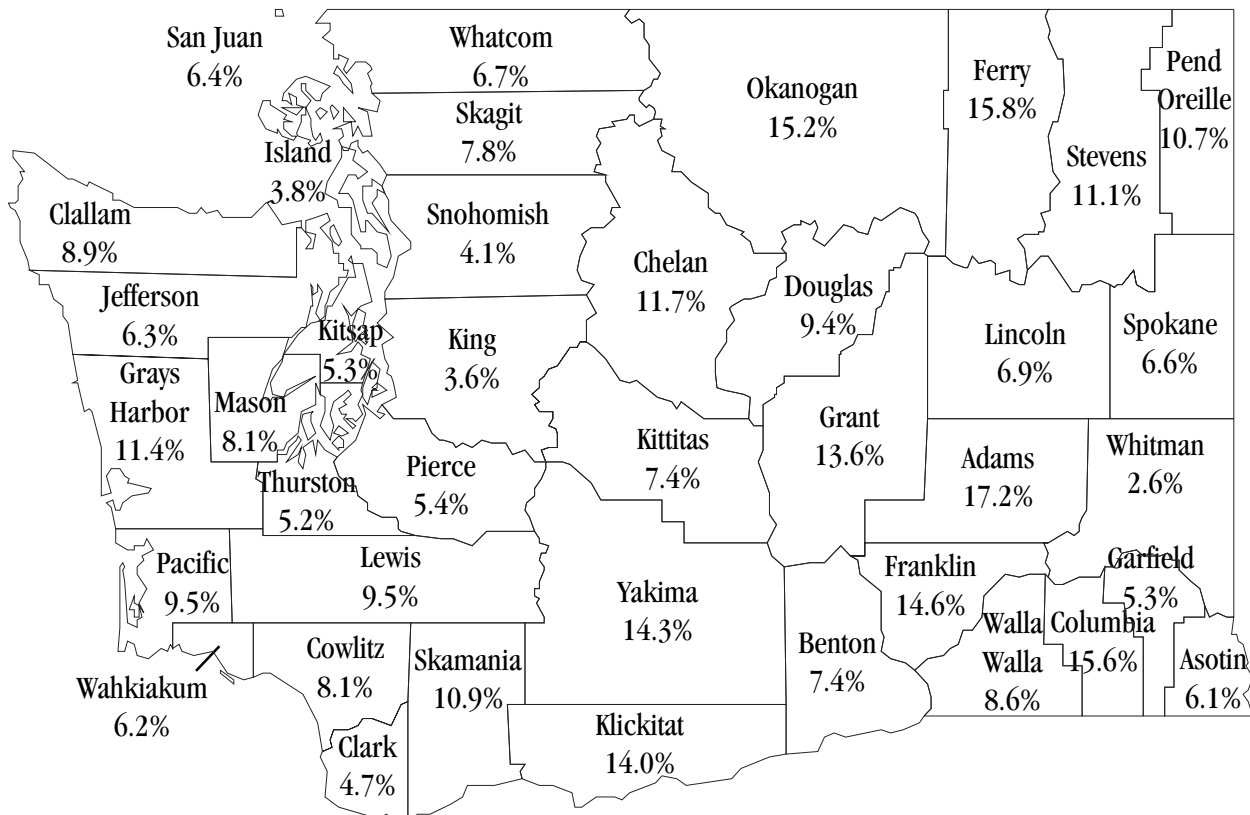 San Juan
6.4%
Whatcom
6.7%
Skagit
7.8%
Okanogan
15.2%
Ferry
15.8%
Pend
Oreille
10.7%
Stevens
11.1%
Island
3.8%
Clallam
8.9%
Snohomish
4.1%
Chelan
11.7%
Douglas
9.4%
Jefferson
6.3%
Kitsap
5.3%
King
3.6%
Lincoln
6.9%
Spokane
6.6%
Grays
Harbor
11.4%
Mason
8.1%
Kittitas
7.4%
Grant
13.6%
Adams
17.2%
Whitman
2.6%
Thurston
5.2%
Pierce
5.4%
Pacific
9.5%
Lewis
9.5%
Yakima
14.3%
Benton
7.4%
Franklin
14.6%
Walla
Walla
8.6%
Columbia
15.6%
Garfield
5.3%
Asotin
6.1%
Wahkiakum
6.2%
Cowlitz
8.1%
Skamania
10.9%
Clark
4.7%
Klickitat
14.0%